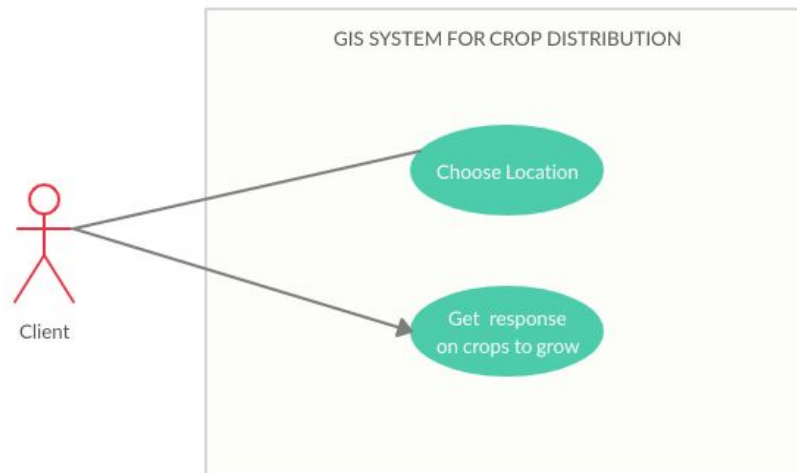 GIS SYSTEM FOR CROP DISTRIBUTION
Choose Location
Get response
on crops to grow
Client